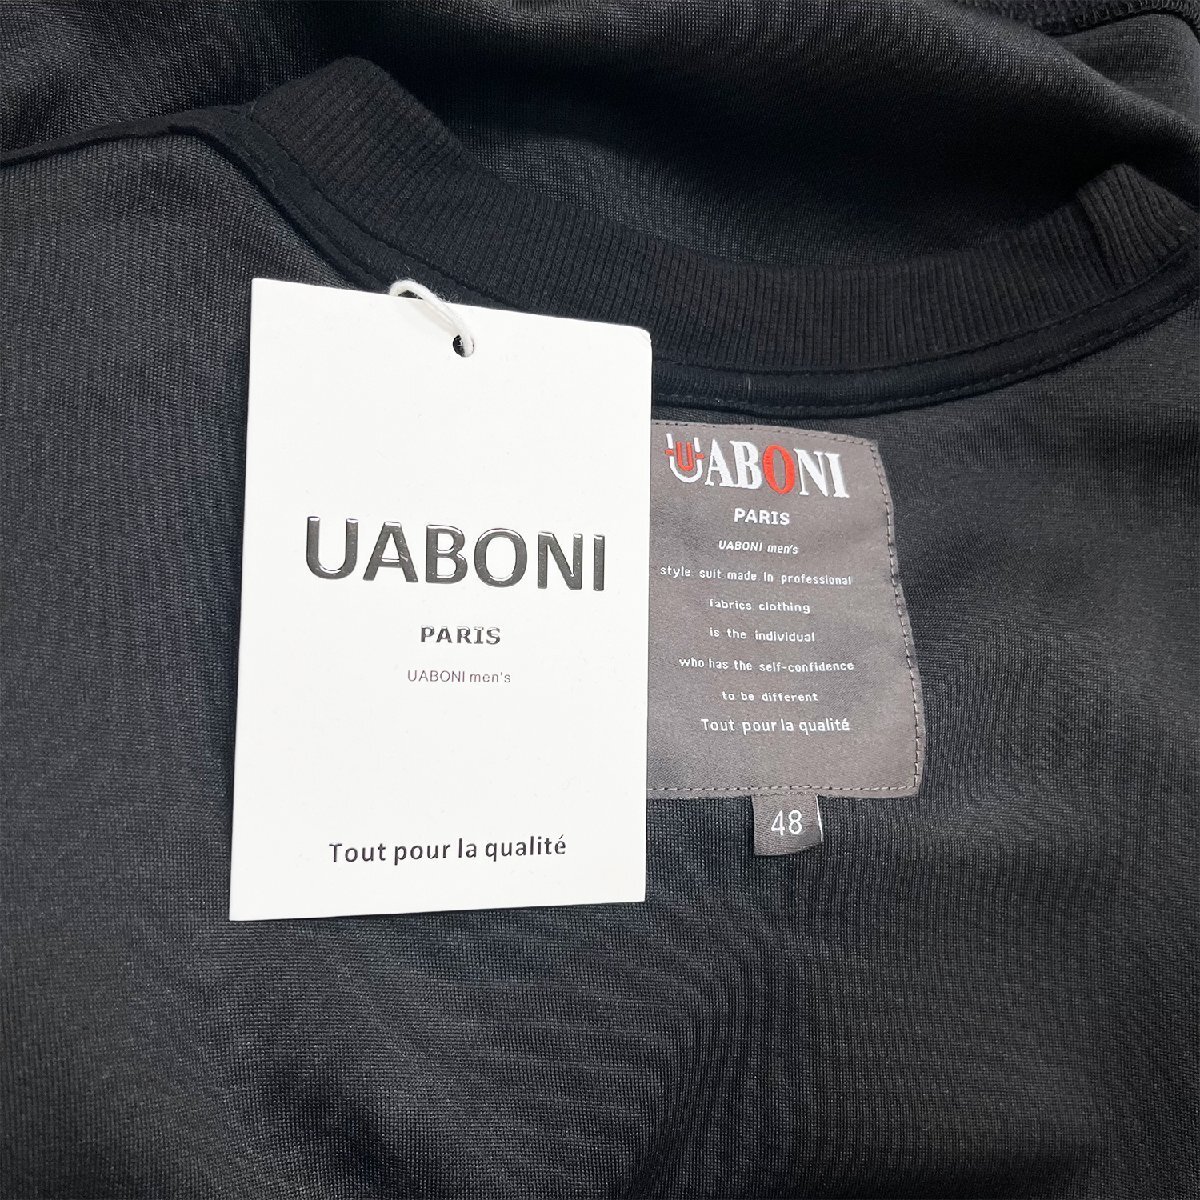 UABONI
PARIS
UABONI men's
Tout pour la qualité
UABONI
PARIS
UABONI men's
style suit made in professional
fabrics clothing
is the individual
who has the self-confidence
to be different
Tout pour la qualité
48